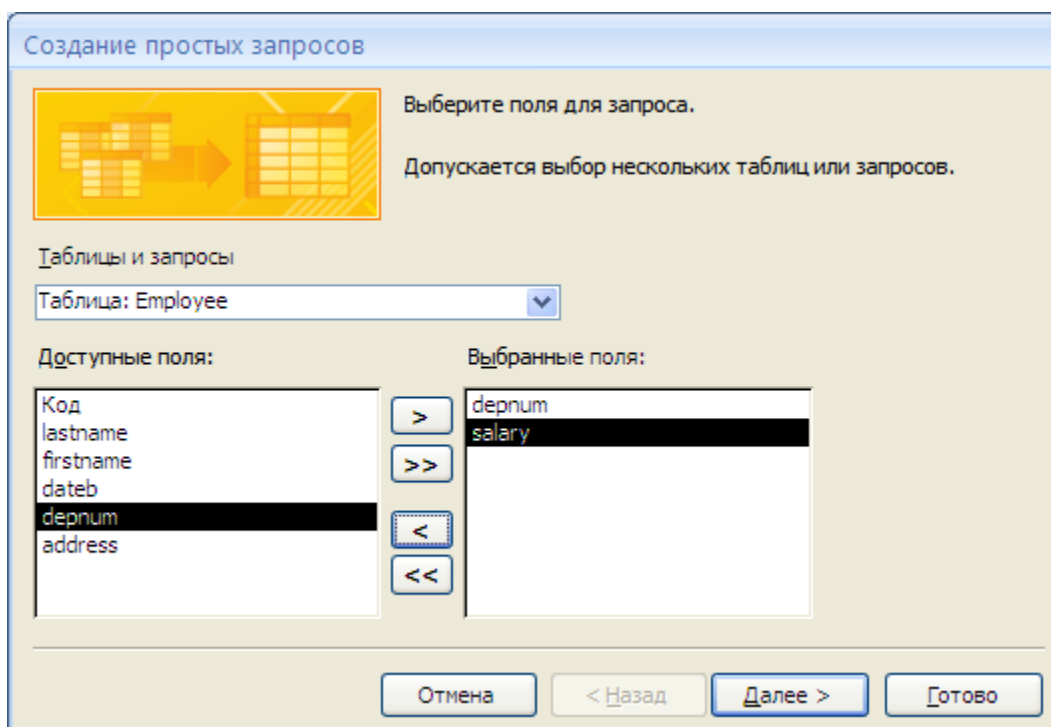 Создание простых запросов
Выберите поля для запроса.
Допускается выбор нескольких таблиц или запросов.
Таблицы и запросы
Таблица: Employee
Доступные поля:
Выбранные поля:
Код
lastname
firstname
dateb
depnum
address
>
>>
<
<<
depnum
salary
Отмена
< Назад
Далее >
Готово